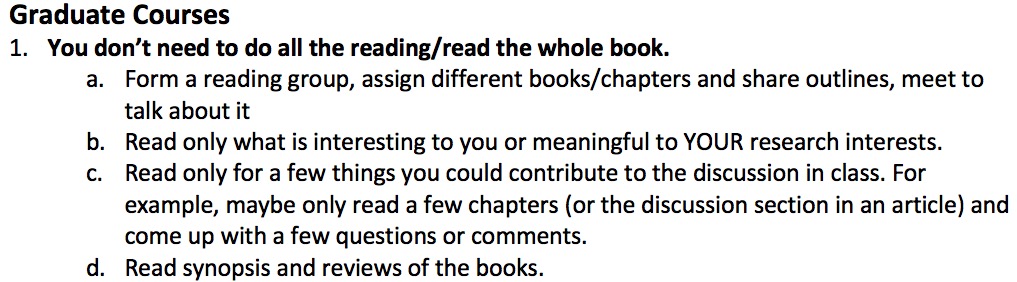 Graduate Courses
1. You don’t need to do all the reading/read the whole book.
a. Form a reading group, assign different books/chapters and share outlines, meet to
talk about it
b. Read only what is interesting to you or meaningful to YOUR research interests.
c. Read only for a few things you could contribute to the discussion in class. For
example, maybe only read a few chapters (or the discussion section in an article) and
come up with a few questions or comments.
d. Read synopsis and reviews of the books.